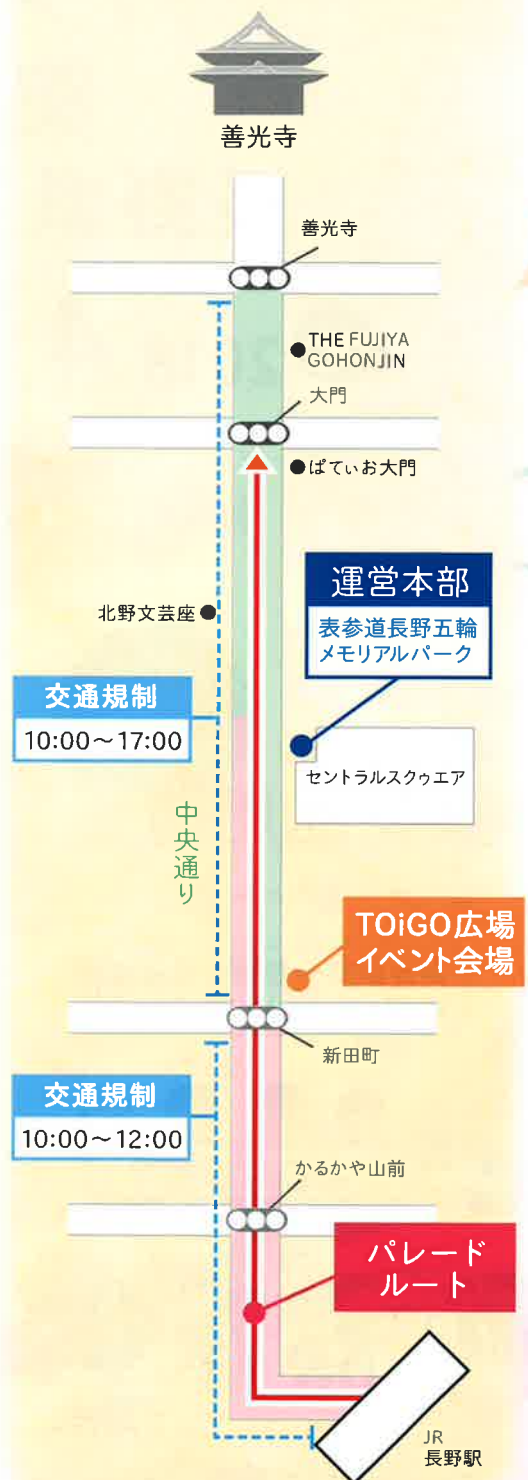 善光寺
善光寺
THE FUJIYA
GOHONJIN
大門
ぱてぃお大門
運営本部
表参道長野五輪
メモリアルパーク
北野文芸座
交通規制
10:00～17:00
セントラルスクゥエア
中央通り
TOiGO広場
イベント会場
新田町
交通規制
10:00～12:00
かるかや山前
パレード
ルート
JR
長野駅